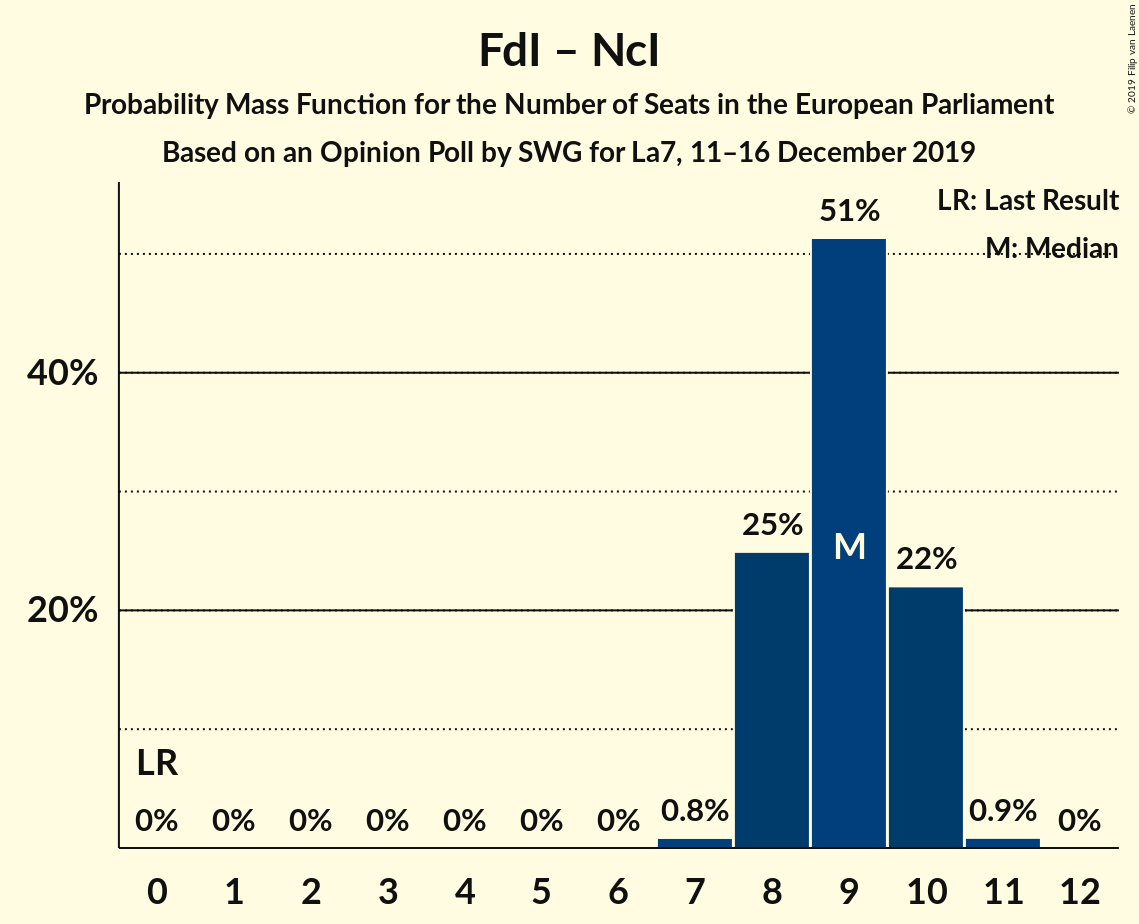 FdI – NcI
Probability Mass Function for the Number of Seats in the European Parliament
Based on an Opinion Poll by SWG for La7, 11–16 December 2019
© 2019 Filip van Laenen
LR: Last Result
M: Median
51%
40%
25%
M
22%
20%
LR
0% 0% 0% 0% 0% 0% 0% 0.8% 0.9% 0%
0 1 2 3 4 5 6 7 8 9 10 11 12